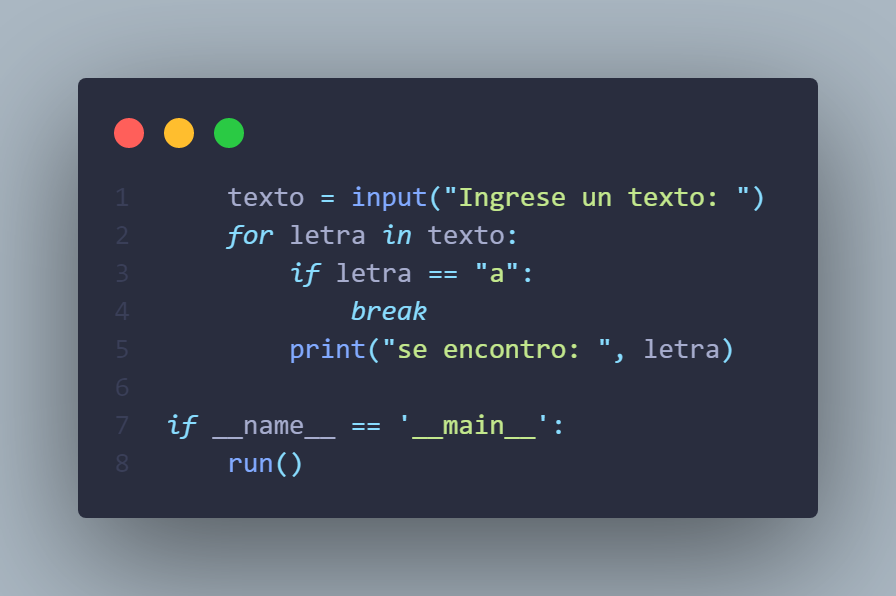 1     texto = input("Ingrese un texto: ")
2     for letra in texto:
3         if letra == "a":
4             break
5         print("se encontro: ", letra)
6
7 if __name__ == '__main__':
8     run()